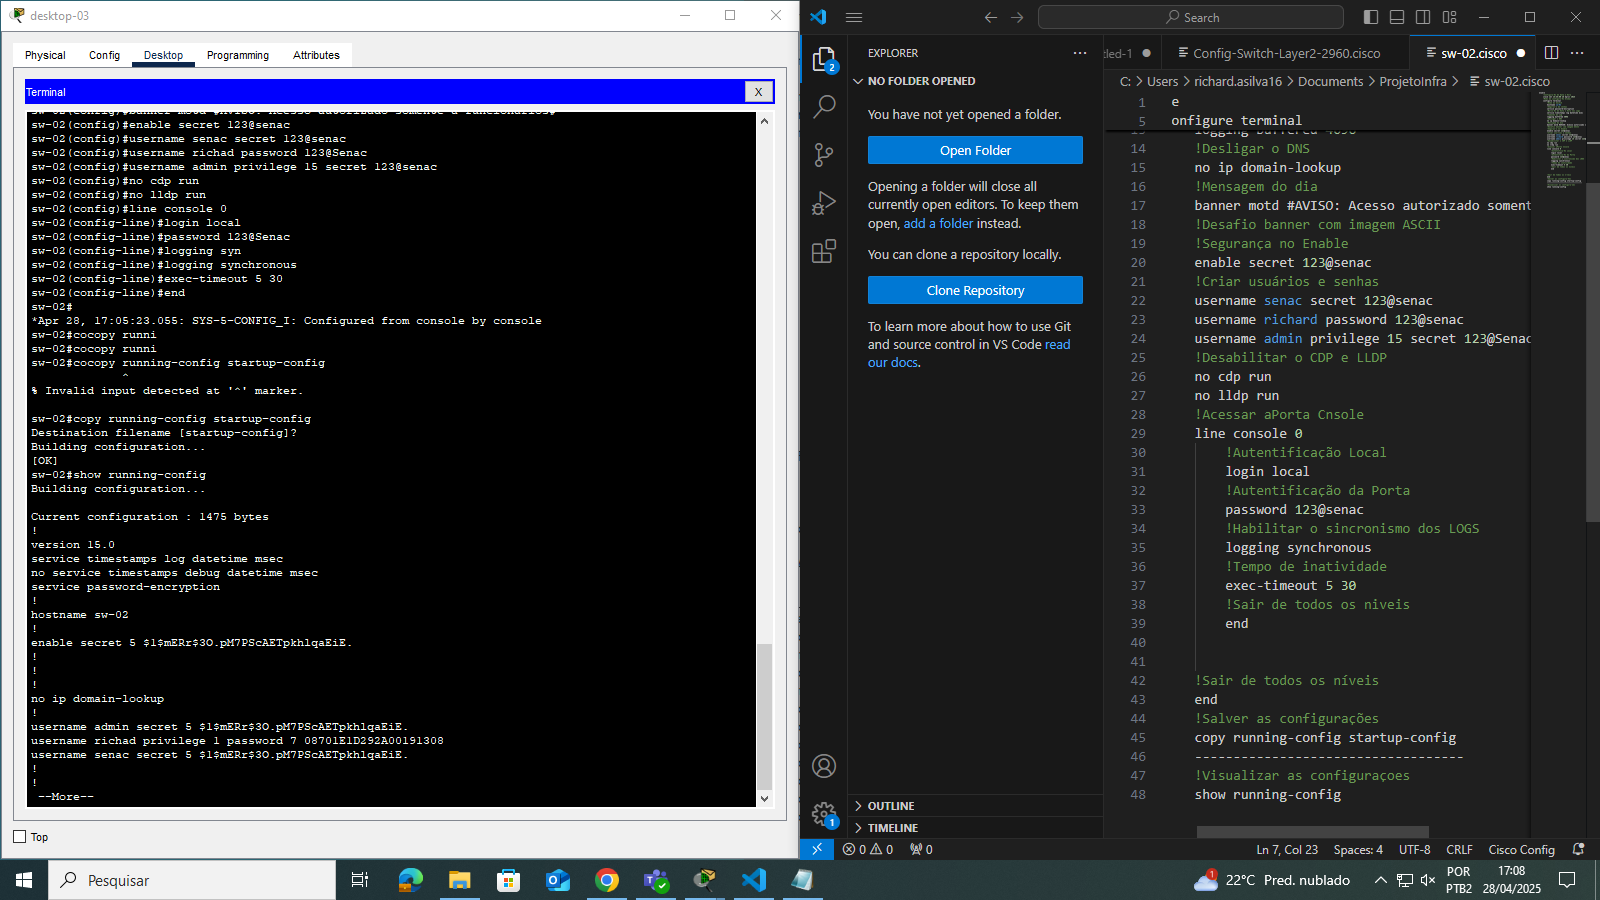 desktop-03
Physical
Config
Desktop
Programming
Attributes
Terminal
X
sw-02(config)#banner motd #AVISO: Acesso autorizado somente a funcionarios#
sw-02(config)#enable secret 123@senac
sw-02(config)#username senac secret 123@senac
sw-02(config)#username richad password 123@Senac
sw-02(config)#username admin privilege 15 secret 123@senac
sw-02(config)#no cdp run
sw-02(config)#no lldp run
sw-02(config)#line console 0
sw-02(config-line)#login local
sw-02(config-line)#password 123@Senac
sw-02(config-line)#logging syn
sw-02(config-line)#logging synchronous
sw-02(config-line)#exec-timeout 5 30
sw-02(config-line)#end
sw-02#
*Apr 28, 17:05:23.055: SYS-5-CONFIG_I: Configured from console by console
sw-02#cocopy runni
sw-02#cocopy runni
sw-02#cocopy running-config startup-config
^
% Invalid input detected at '^' marker.
sw-02#copy running-config startup-config
Destination filename [startup-config]?
Building configuration...
[OK]
sw-02#show running-config
Building configuration...
Current configuration : 1475 bytes
!
version 15.0
service timestamps log datetime msec
no service timestamps debug datetime msec
service password-encryption
!
hostname sw-02
!
enable secret 5 $1$mERr$3O.pM7PScAETpkhlqaEiE.
!
!
!
no ip domain-lookup
!
username admin secret 5 $1$mERr$3O.pM7PScAETpkhlqaEiE.
username richad privilege 1 password 7 08701E1D292A00191308
username senac secret 5 $1$mERr$3O.pM7PScAETpkhlqaEiE.
!
!
--More--
Top
Search
EXPLORER
NO FOLDER OPENED
You have not yet opened a folder.
Open Folder
Opening a folder will close all
currently open editors. To keep them
open, add a folder instead.
You can clone a repository locally.
Clone Repository
To learn more about how to use Git
and source control in VS Code read
our docs.
OUTLINE
TIMELINE
2
1
tled-1
Config-Switch-Layer2-2960.cisco
sw-02.cisco
C: > Users > richard.asilva16 > Documents > ProjetoInfra > sw-02.cisco
1 e
5 onfigure terminal
13 logging buffered 4096
14 !Desligar o DNS
15 no ip domain-lookup
16 !Mensagem do dia
17 banner motd #AVISO: Acesso autorizado soment
18 !Desafio banner com imagem ASCII
19 !Segurança no Enable
20 enable secret 123@senac
21 !Criar usuários e senhas
22 username senac secret 123@senac
23 username richard password 123@senac
24 username admin privilege 15 secret 123@Senac
25 !Desabilitar o CDP e LLDP
26 no cdp run
27 no lldp run
28 !Acessar aPorta Cnsole
29 line console 0
30 !Autentificação Local
31 login local
32 !Autentificação da Porta
33 password 123@senac
34 !Habilitar o sincronismo dos LOGS
35 logging synchronous
36 !Tempo de inatividade
37 exec-timeout 5 30
38 !Sair de todos os niveis
39 end
40
41
42 !Sair de todos os níveis
43 end
44 !Salver as configurações
45 copy running-config startup-config
46 -----------------------------------
47 !Visualizar as configuraçoes
48 show running-config
0 0 0
Ln 7, Col 23
Spaces: 4
UTF-8
CRLF
Cisco Config
Pesquisar
1
22°C Pred. nublado
POR
PTB2
17:08
28/04/2025